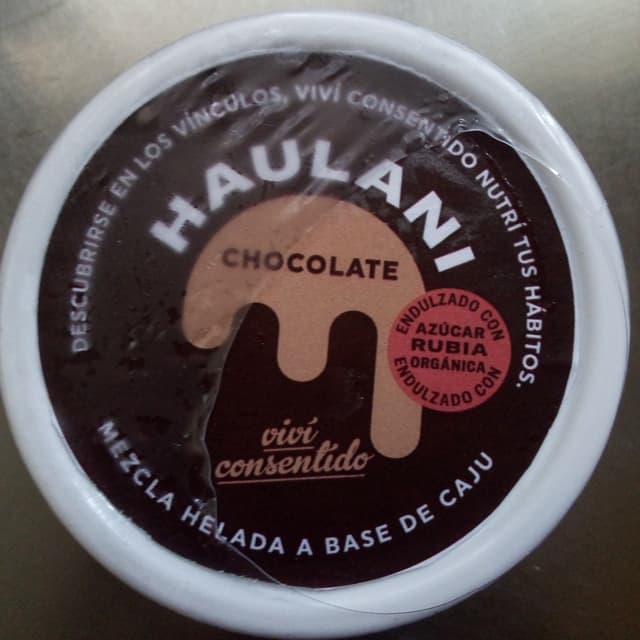 DESCUBRIRSE EN LOS VÍNCULOS, VIVÍ CONSENTIDO NUTRÍ TUS HÁBITOS.
HAULANI
CHOCOLATE
ENDULZADO CON
AZÚCAR
RUBIA
ORGÁNICA
ENDULZADO CON
viví
consentido
MEZCLA HELADA A BASE DE CAJU